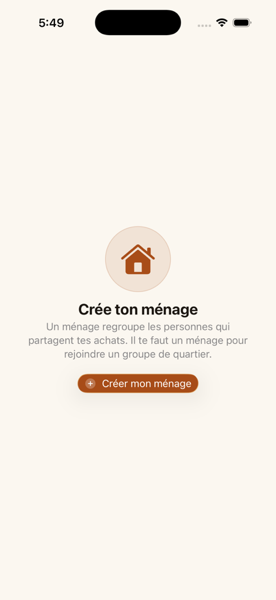 5:49
Crée ton ménage
Un ménage regroupe les personnes qui
partagent tes achats. Il te faut un ménage pour
rejoindre un groupe de quartier.
Créer mon ménage